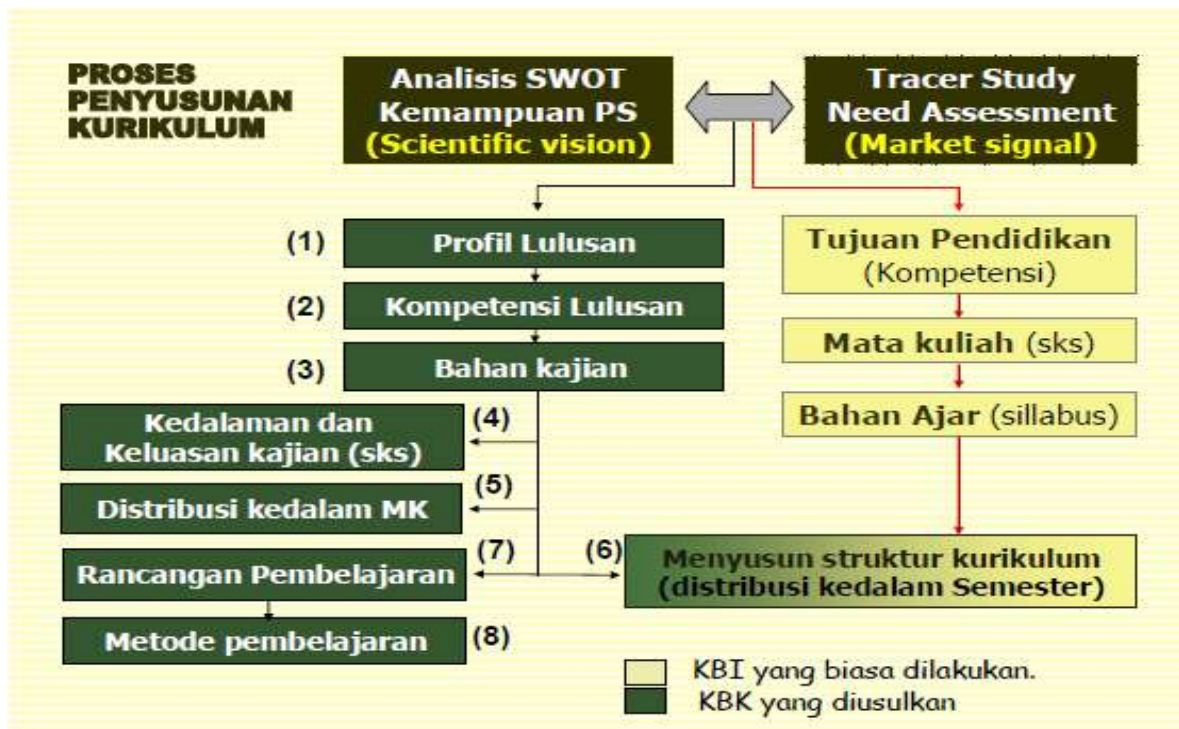 PROSES
PENYUSUNAN
KURIKULUM
Analisis SWOT
Kemampuan PS
(Scientific vision)
Tracer Study
Need Assessment
(Market signal)
(1)
Profil Lulusan
(2)
Kompetensi Lulusan
(3)
Bahan kajian
Kedalaman dan
Keluasan kajian (sks)
(4)
Distribusi kedalam MK
(5)
Rancangan Pembelajaran
(7)
Metode pembelajaran
(8)
Tujuan Pendidikan
(Kompetensi)
Mata kuliah (sks)
Bahan Ajar (sillabus)
(6)
Menyusun struktur kurikulum
(distribusi kedalam Semester)
KBI yang biasa dilakukan.
KBK yang diusulkan